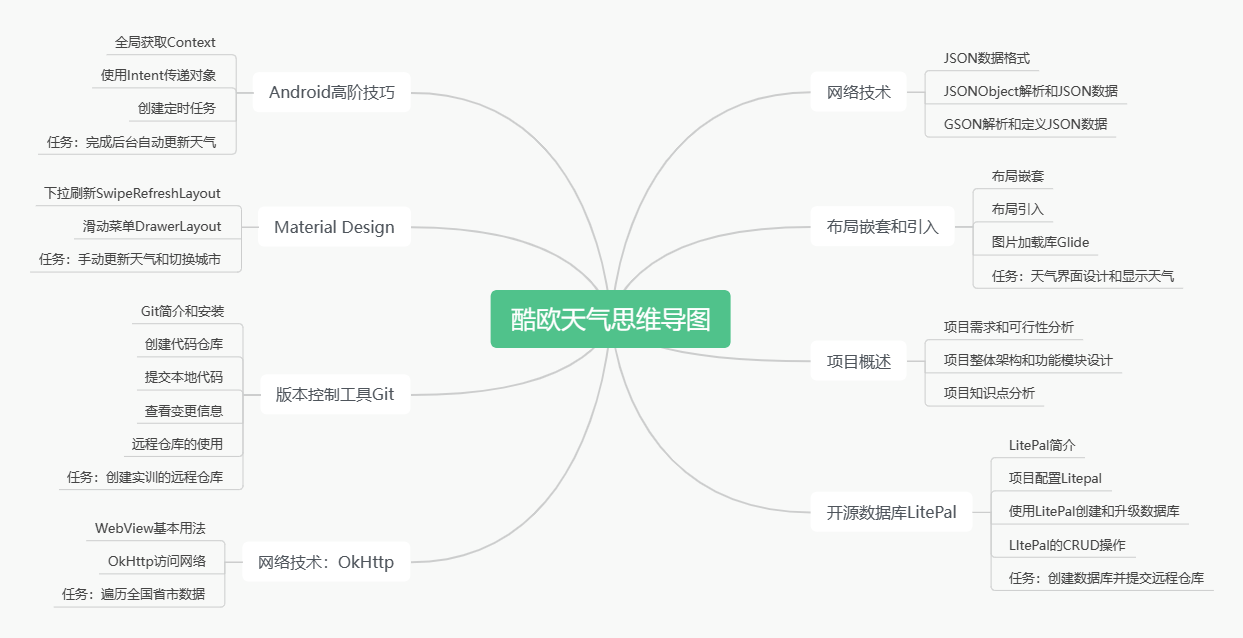 酷欧天气思维导图
Android高阶技巧
全局获取Context
使用Intent传递对象
创建定时任务
任务：完成后台自动更新天气
Material Design
下拉刷新SwipeRefreshLayout
滑动菜单DrawerLayout
任务：手动更新天气和切换城市
版本控制工具Git
Git简介和安装
创建代码仓库
提交本地代码
查看变更信息
远程仓库的使用
任务：创建实训的远程仓库
网络技术：OkHttp
WebView基本用法
OkHttp访问网络
任务：遍历全国省市数据
网络技术
JSON数据格式
JSONObject解析和JSON数据
GSON解析和定义JSON数据
布局嵌套和引入
布局嵌套
布局引入
图片加载库Glide
任务：天气界面设计和显示天气
项目概述
项目需求和可行性分析
项目整体架构和功能模块设计
项目知识点分析
开源数据库LitePal
LitePal简介
项目配置Litepal
使用LitePal创建和升级数据库
LItePal的CRUD操作
任务：创建数据库并提交远程仓库